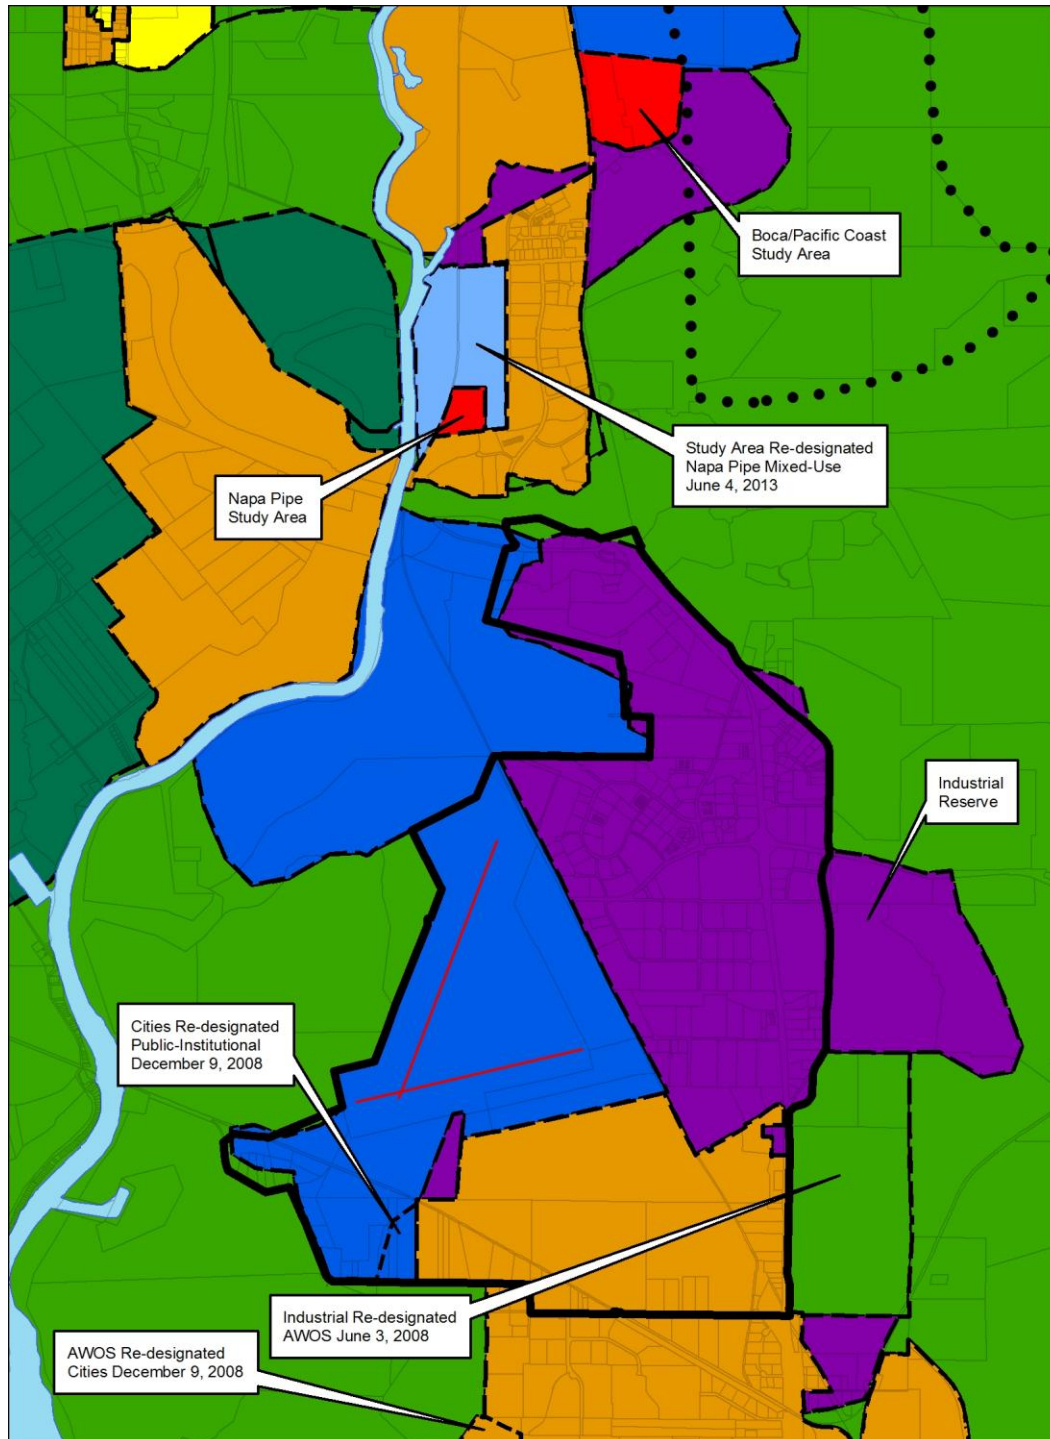 Boca/Pacific Coast
Study Area
Study Area Re-designated
Napa Pipe Mixed-Use
June 4, 2013
Napa Pipe
Study Area
Industrial
Reserve
Cities Re-designated
Public-Institutional
December 9, 2008
Industrial Re-designated
AWOS June 3, 2008
AWOS Re-designated
Cities December 9, 2008